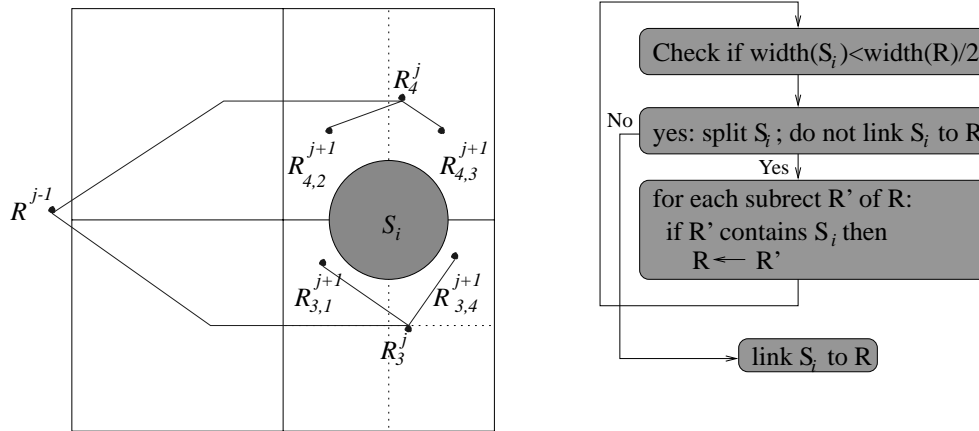 R_4^j
R_{4,2}^{j+1}
R_{4,3}^{j+1}
R^{j-1}
S_i
R_{3,1}^{j+1}
R_{3,4}^{j+1}
R_3^j
Check if width(S_i)<width(R)/2
No
yes: split S_i ; do not link S_i to R
Yes
for each subrect R' of R:
if R' contains S_i then
R ← R'
link S_i to R